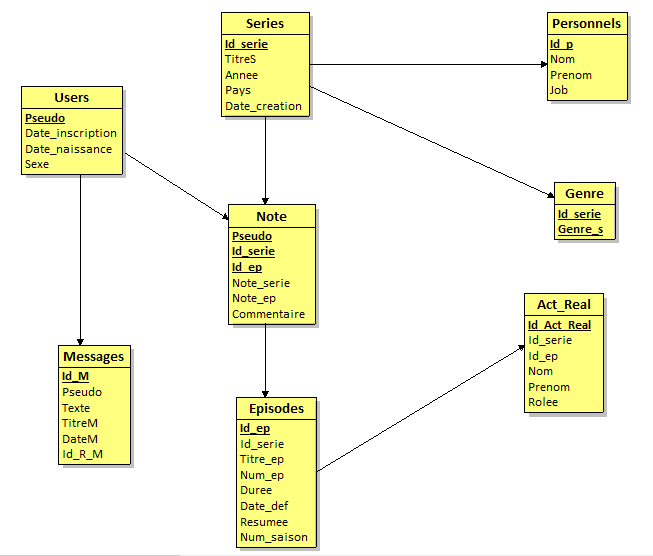 Series
Id_serie
TitreS
Annee
Pays
Date_creation
Personnels
Id_p
Nom
Prenom
Job
Users
Pseudo
Date_inscription
Date_naissance
Sexe
Genre
Id_serie
Genre_s
Note
Pseudo
Id_serie
Id_ep
Note_serie
Note_ep
Commentaire
Act_Real
Id_Act_Real
Id_serie
Id_ep
Nom
Prenom
Rolee
Messages
Id_M
Pseudo
Texte
TitreM
DateM
Id_R_M
Episodes
Id_ep
Id_serie
Titre_ep
Num_ep
Duree
Date_def
Resumee
Num_saison